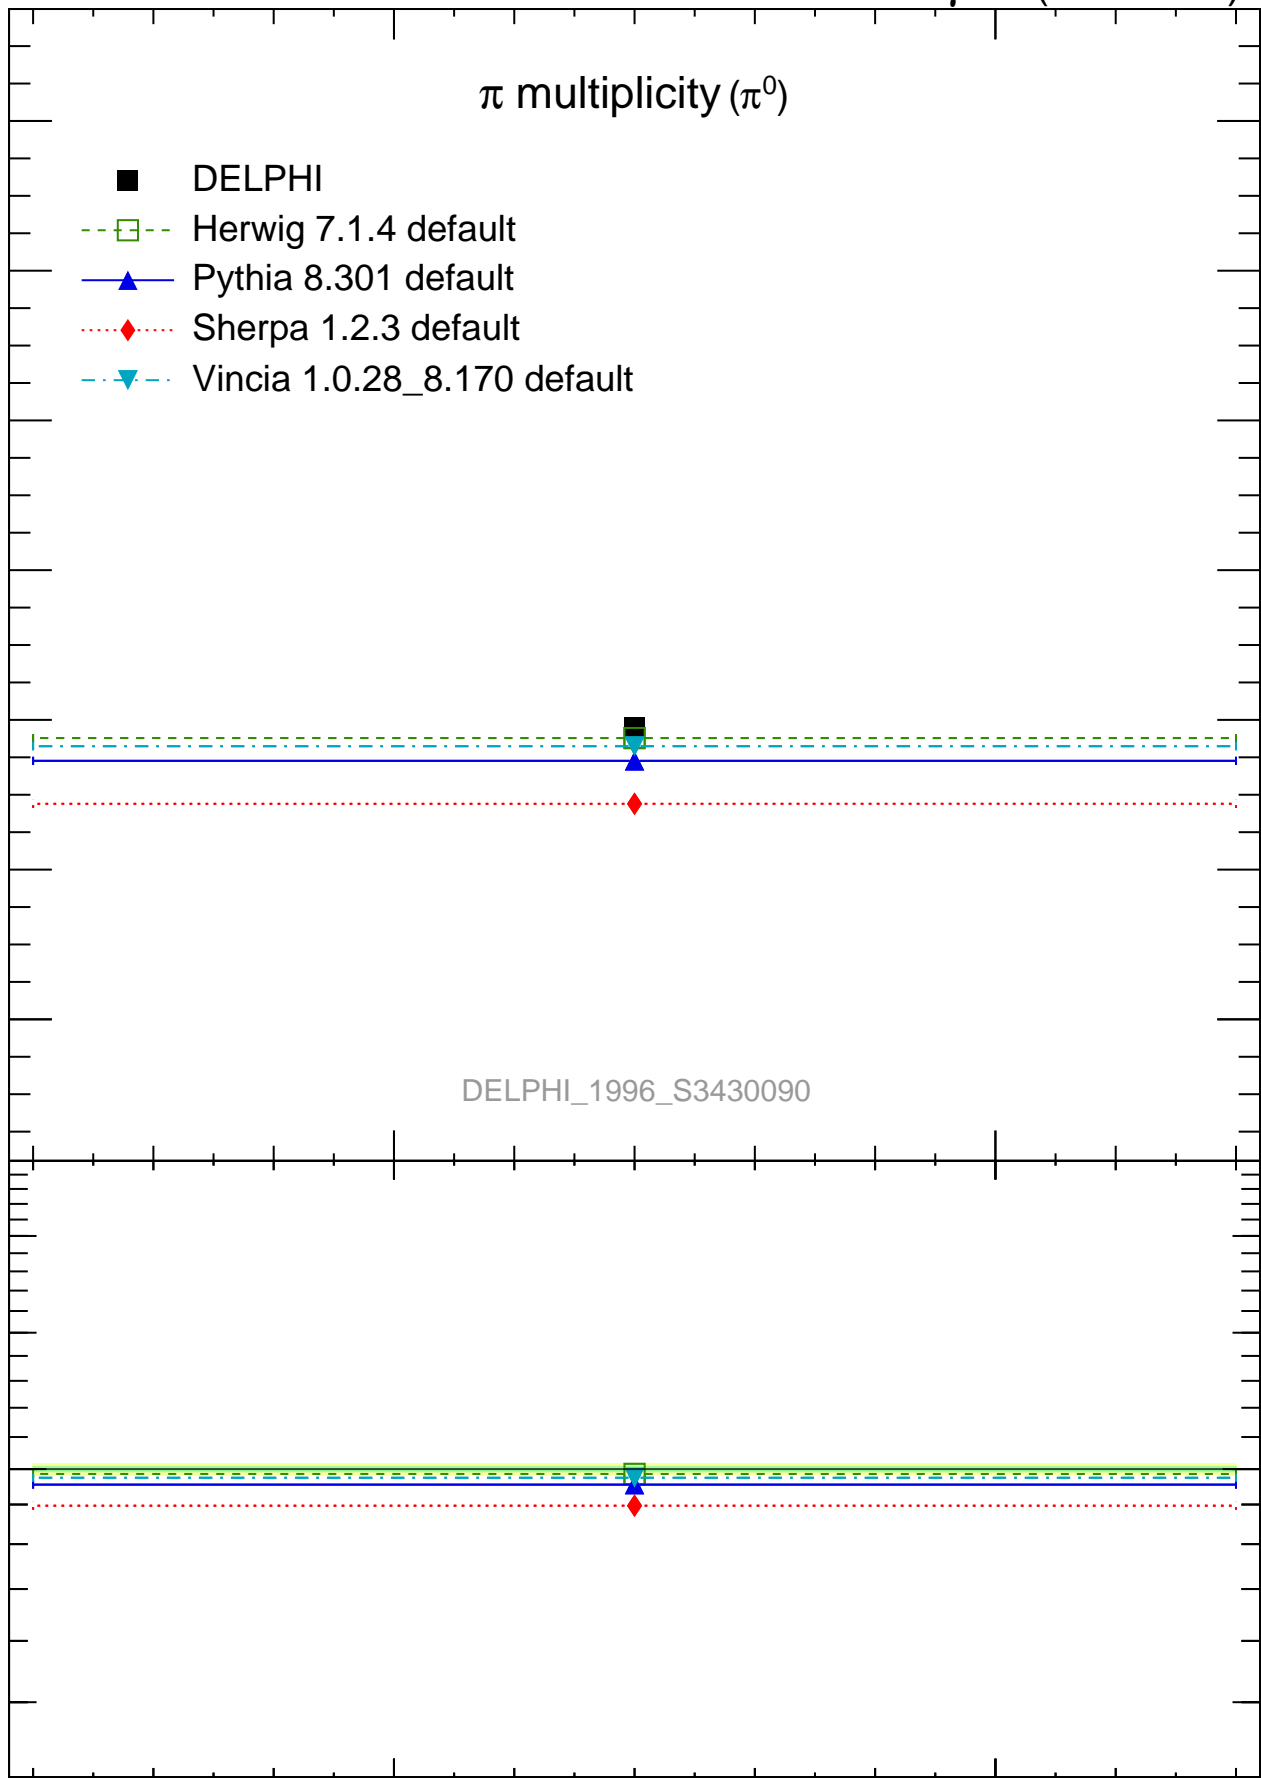 π multiplicity (π⁰)
DELPHI
Herwig 7.1.4 default
Pythia 8.301 default
Sherpa 1.2.3 default
Vincia 1.0.28_8.170 default
DELPHI_1996_S3430090